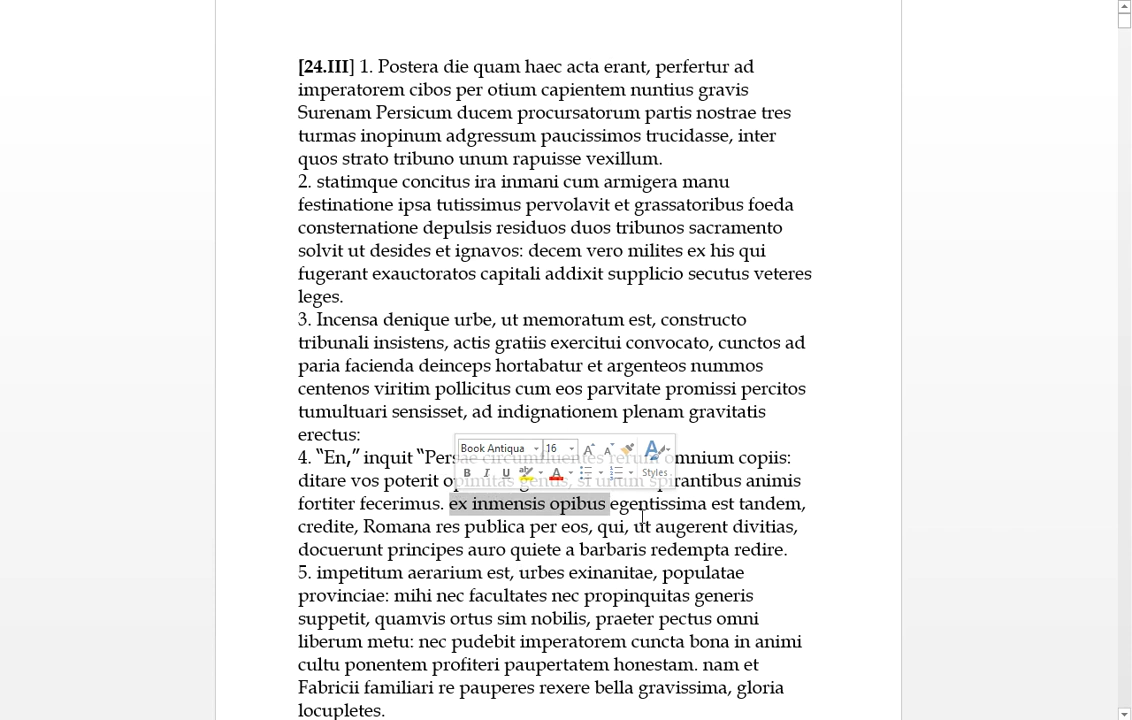 [24.III] 1. Postera die quam haec acta erant, perfertur ad
imperatorem cibos per otium capientem nuntius gravis
Surenam Persicum ducem procursatorum partis nostrae tres
turmas inopinum adgressum paucissimos trucidasse, inter
quos strato tribuno unum rapuisse vexillum.
2. statimque concitus ira inmani cum armigera manu
festinatione ipsa tutissimus pervolavit et grassatoribus foeda
consternatione depulsis residuos duos tribunos sacramento
solvit ut desides et ignavos: decem vero milites ex his qui
fugerant exauctoratos capitali addixit supplicio secutus veteres
leges.
3. Incensa denique urbe, ut memoratum est, constructo
tribunali insistens, actis gratiis exercitui convocato, cunctos ad
paria facienda deinceps hortabatur et argenteos nummos
centenos viritim pollicitus cum eos parvitate promissi percitos
tumultuari sensisset, ad indignationem plenam gravitatis
erectus:
Book Antiqua 16
4. “En,” inquit “Persae circumfluentes rerum omnium copiis:
B I U Styles
ditare vos poterit opimitas gentis, si unum spirantibus animis
fortiter fecerimus. ex inmensis opibus egentissima est tandem,
credite, Romana res publica per eos, qui, ut augerent divitias,
docuerunt principes auro quiete a barbaris redempta redire.
5. impetitum aerarium est, urbes exinanitae, populatae
provinciae: mihi nec facultates nec propinquitas generis
suppetit, quamvis ortus sim nobilis, praeter pectus omni
liberum metu: nec pudebit imperatorem cuncta bona in animi
cultu ponentem profiteri paupertatem honestam. nam et
Fabricii familiari re pauperes rexere bella gravissima, gloria
locupletes.